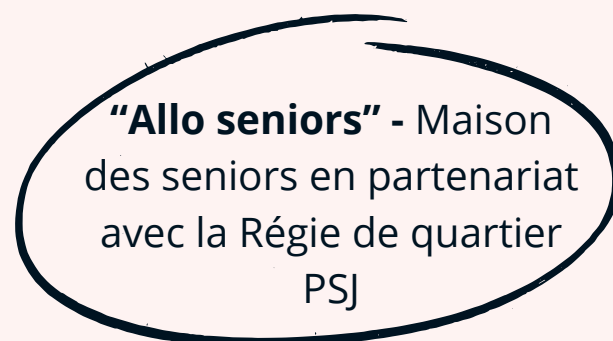 “Allo seniors” - Maison
des seniors en partenariat
avec la Régie de quartier
PSJ